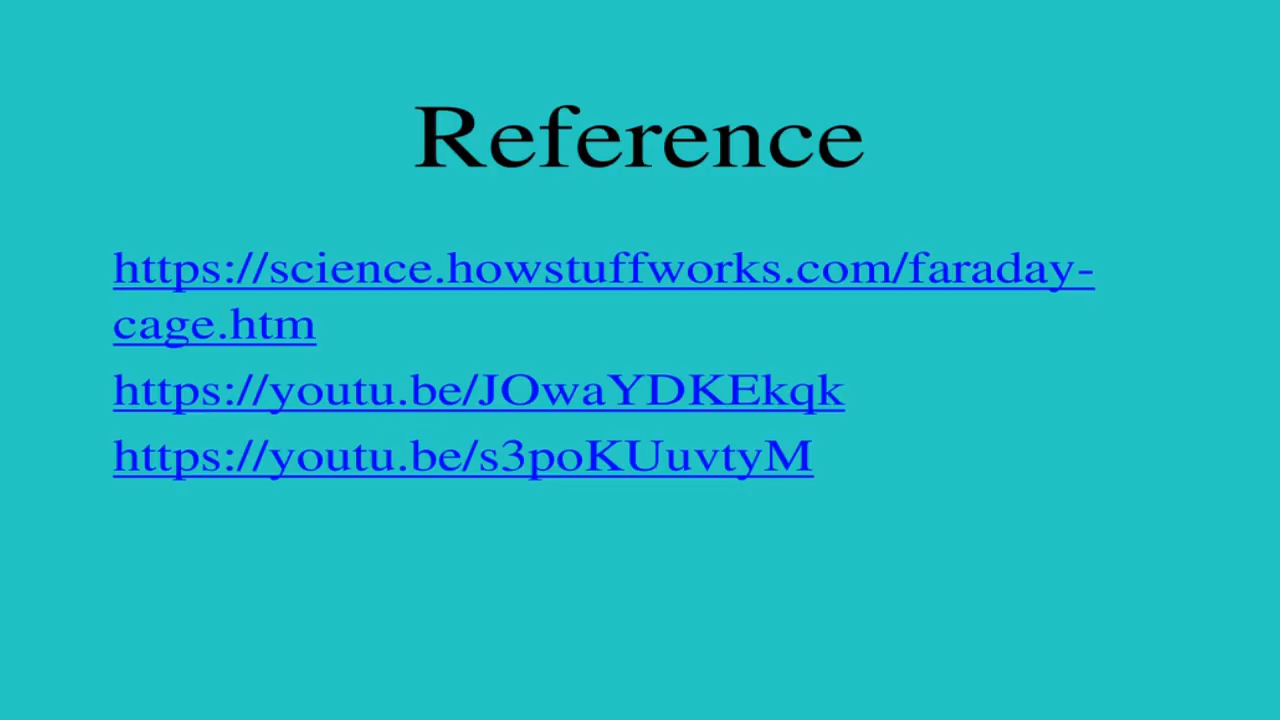 Reference
https://science.howstuffworks.com/faraday-
cage.htm
https://youtu.be/JOwaYDKEkqk
https://youtu.be/s3poKUuvtyM